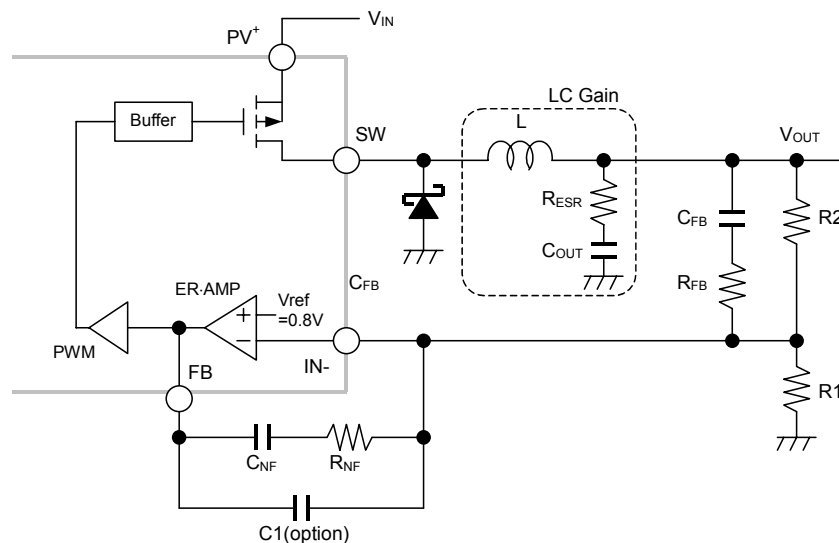 VIN
PV+
LC Gain
Buffer
SW
L
VOUT
RESR
CFB
R2
COUT
CFB
ER·AMP
Vref
=0.8V
RFB
PWM
FB
IN-
R1
CNF
RNF
C1(option)